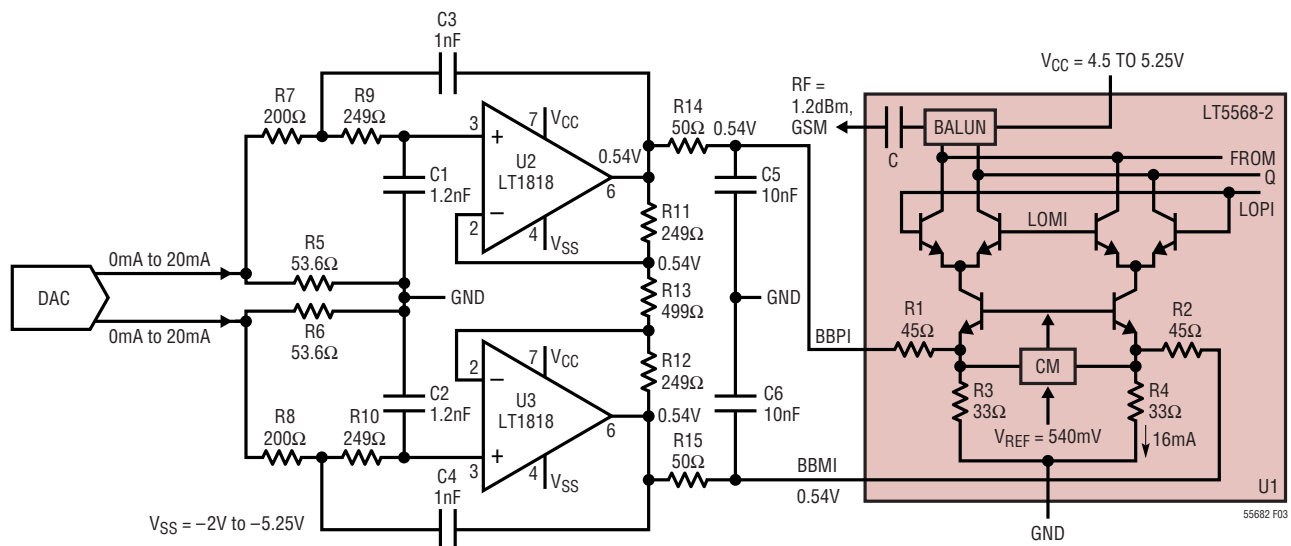 C3
1nF
R7
200Ω
R9
249Ω
3
+
7
VCC
U2
LT1818
0.54V
6
−
2
4
VSS
C1
1.2nF
R14
50Ω
0.54V
C5
10nF
R11
249Ω
0.54V
R13
499Ω
0mA to 20mA
R5
53.6Ω
DAC
GND
GND
0mA to 20mA
R6
53.6Ω
C2
1.2nF
2
−
7
VCC
U3
LT1818
6
+
3
4
VSS
R12
249Ω
0.54V
C6
10nF
R8
200Ω
R10
249Ω
R15
50Ω
C4
1nF
VSS = –2V to –5.25V
VCC = 4.5 TO 5.25V
RF =
1.2dBm,
GSM
C
BALUN
LT5568-2
FROM
Q
LOPI
LOMI
R1
45Ω
R2
45Ω
BBPI
CM
R3
33Ω
R4
33Ω
VREF = 540mV
16mA
BBMI
0.54V
U1
GND
55682 F03